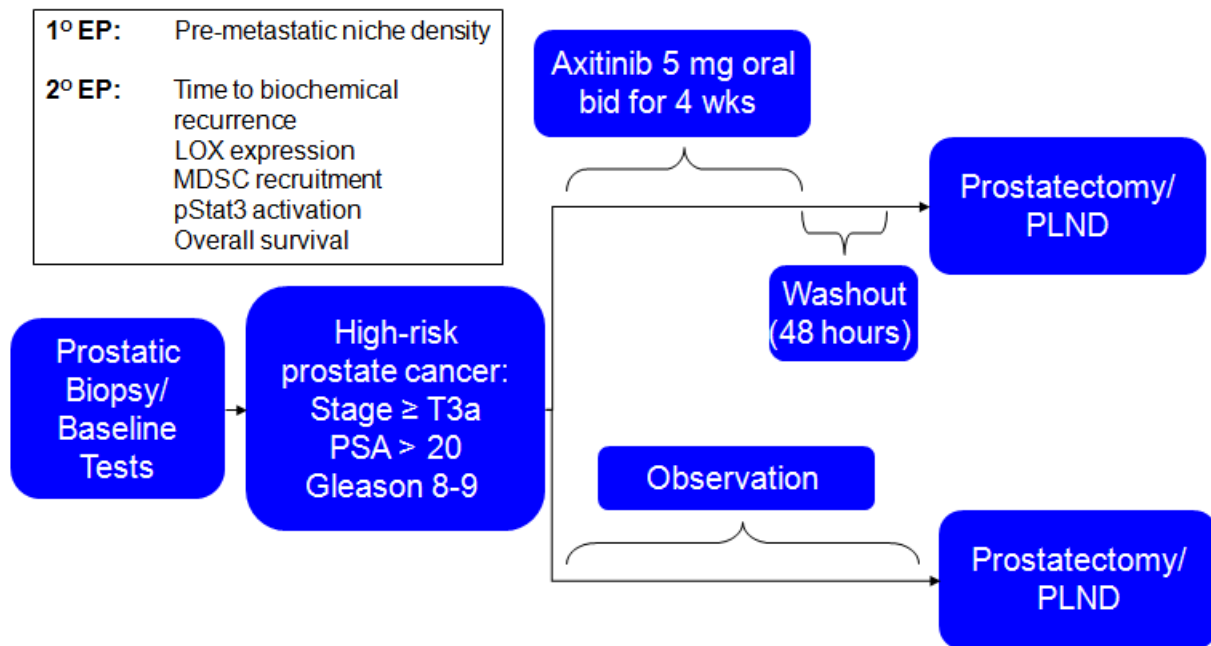 1º EP: Pre-metastatic niche density
2º EP: Time to biochemical
recurrence
LOX expression
MDSC recruitment
pStat3 activation
Overall survival
Prostatic
Biopsy/
Baseline
Tests
High-risk
prostate cancer:
Stage ≥ T3a
PSA > 20
Gleason 8-9
Axitinib 5 mg oral
bid for 4 wks
Washout
(48 hours)
Prostatectomy/
PLND
Observation
Prostatectomy/
PLND